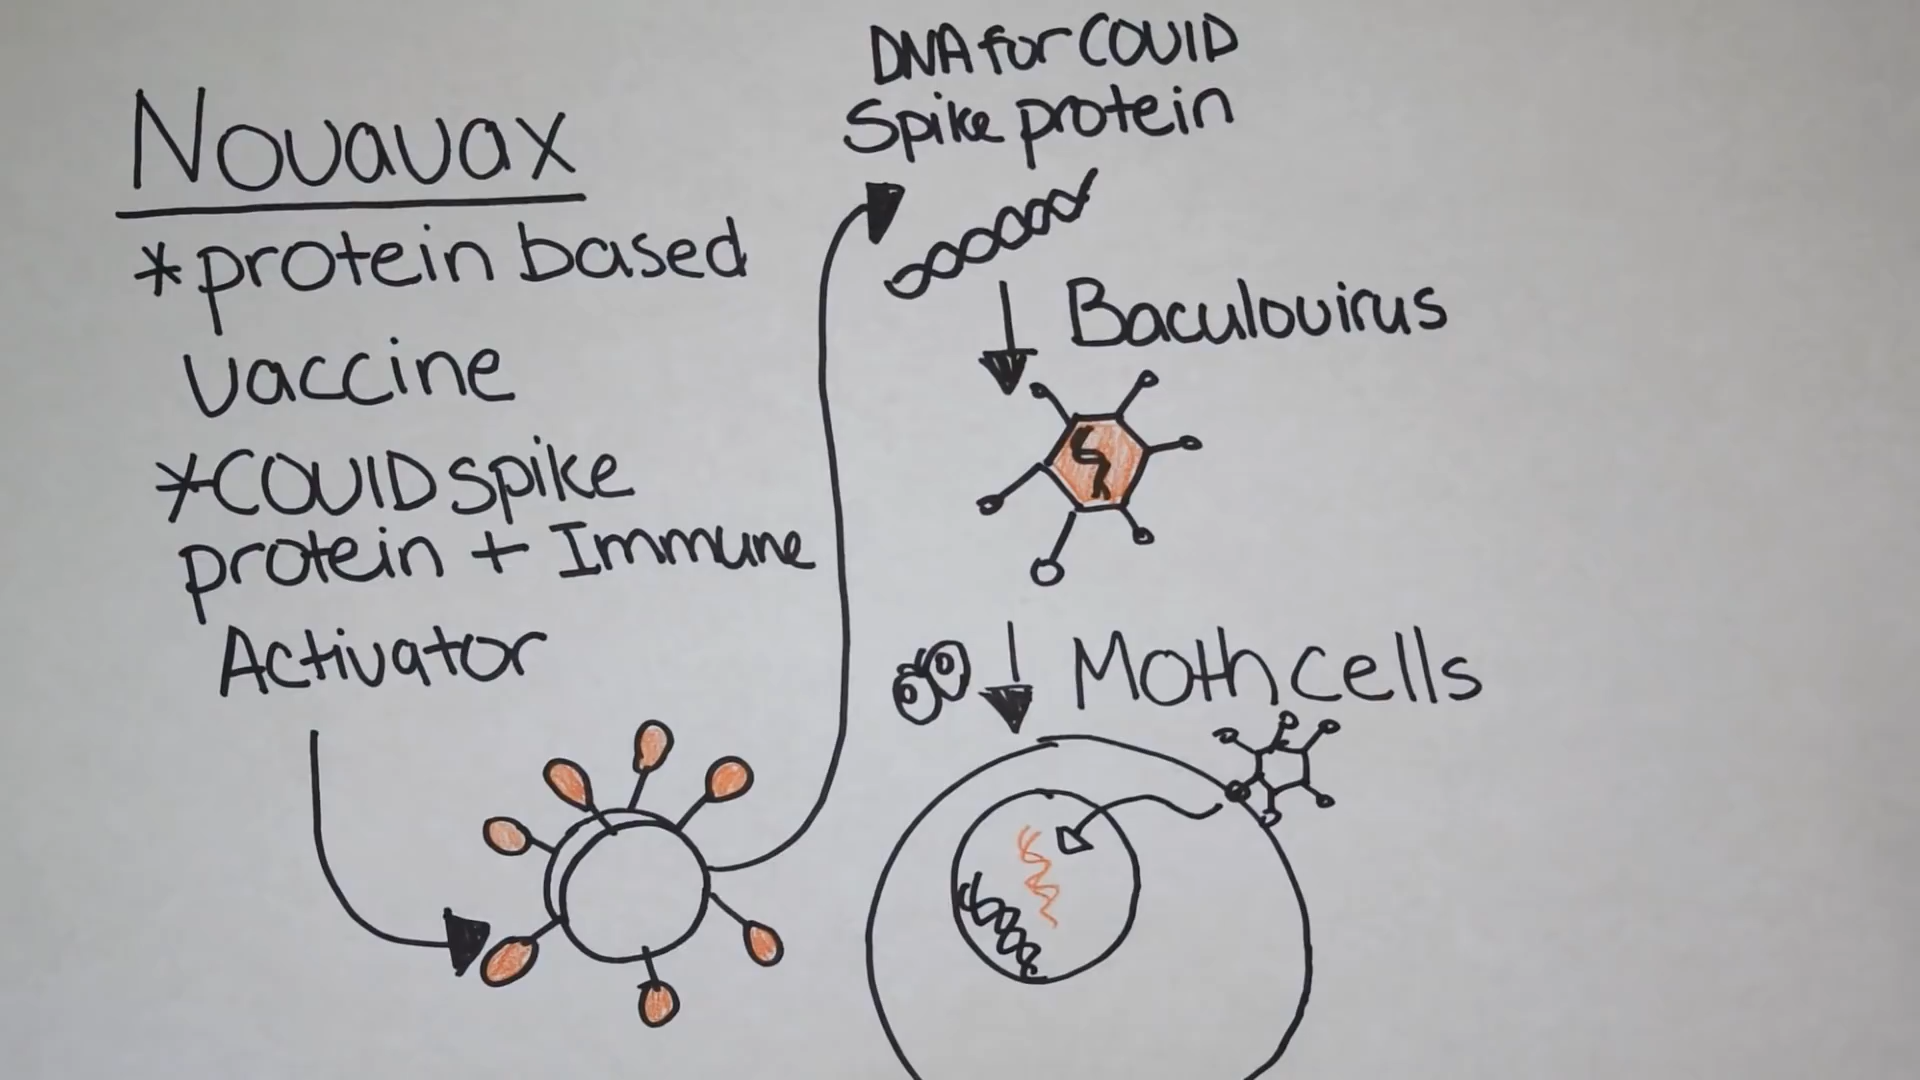 Novavax
*protein based
vaccine
*COVID spike
protein + Immune
Activator
DNA for COVID
Spike protein
Baculovirus
Moth cells